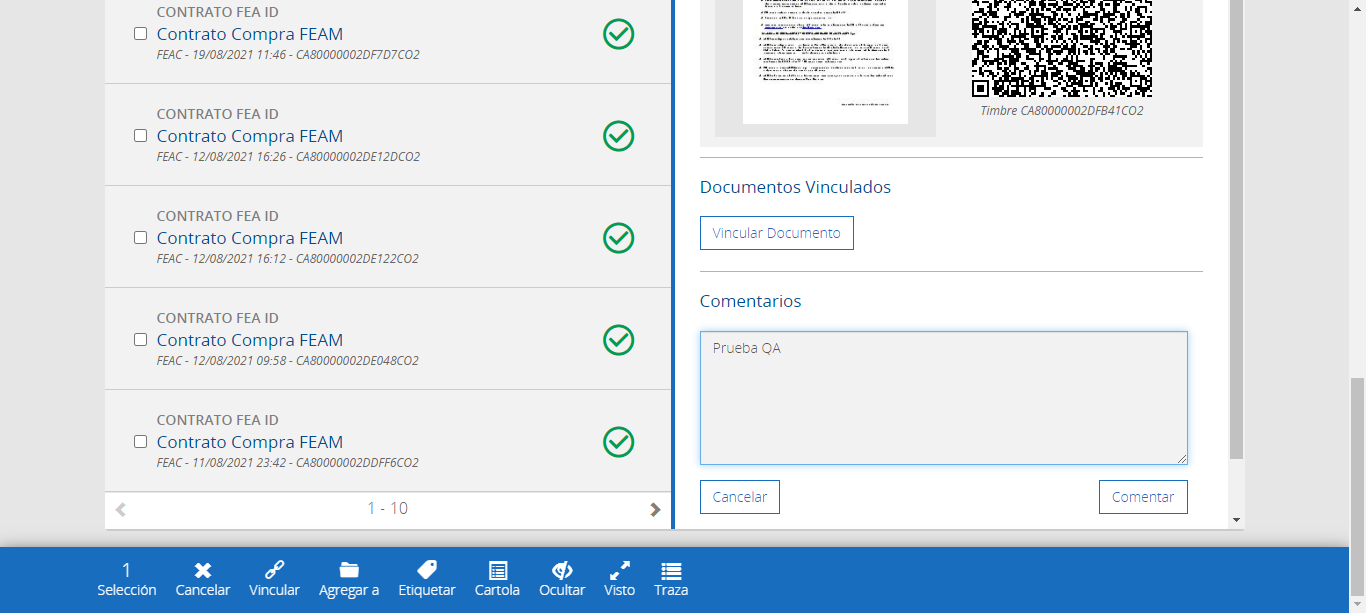 CONTRATO FEA ID
Contrato Compra FEAM
FEAC - 19/08/2021 11:46 - CA80000002DF7D7CO2
CONTRATO FEA ID
Contrato Compra FEAM
FEAC - 12/08/2021 16:26 - CA80000002DE12DCO2
CONTRATO FEA ID
Contrato Compra FEAM
FEAC - 12/08/2021 16:12 - CA80000002DE122CO2
CONTRATO FEA ID
Contrato Compra FEAM
FEAC - 12/08/2021 09:58 - CA80000002DE048CO2
CONTRATO FEA ID
Contrato Compra FEAM
FEAC - 11/08/2021 23:42 - CA80000002DDFF6CO2
1 - 10
Timbre CA80000002DFB41CO2
Documentos Vinculados
Vincular Documento
Comentarios
Prueba QA
Cancelar
Comentar
1
Selección
Cancelar
Vincular
Agregar a
Etiquetar
Cartola
Ocultar
Visto
Traza